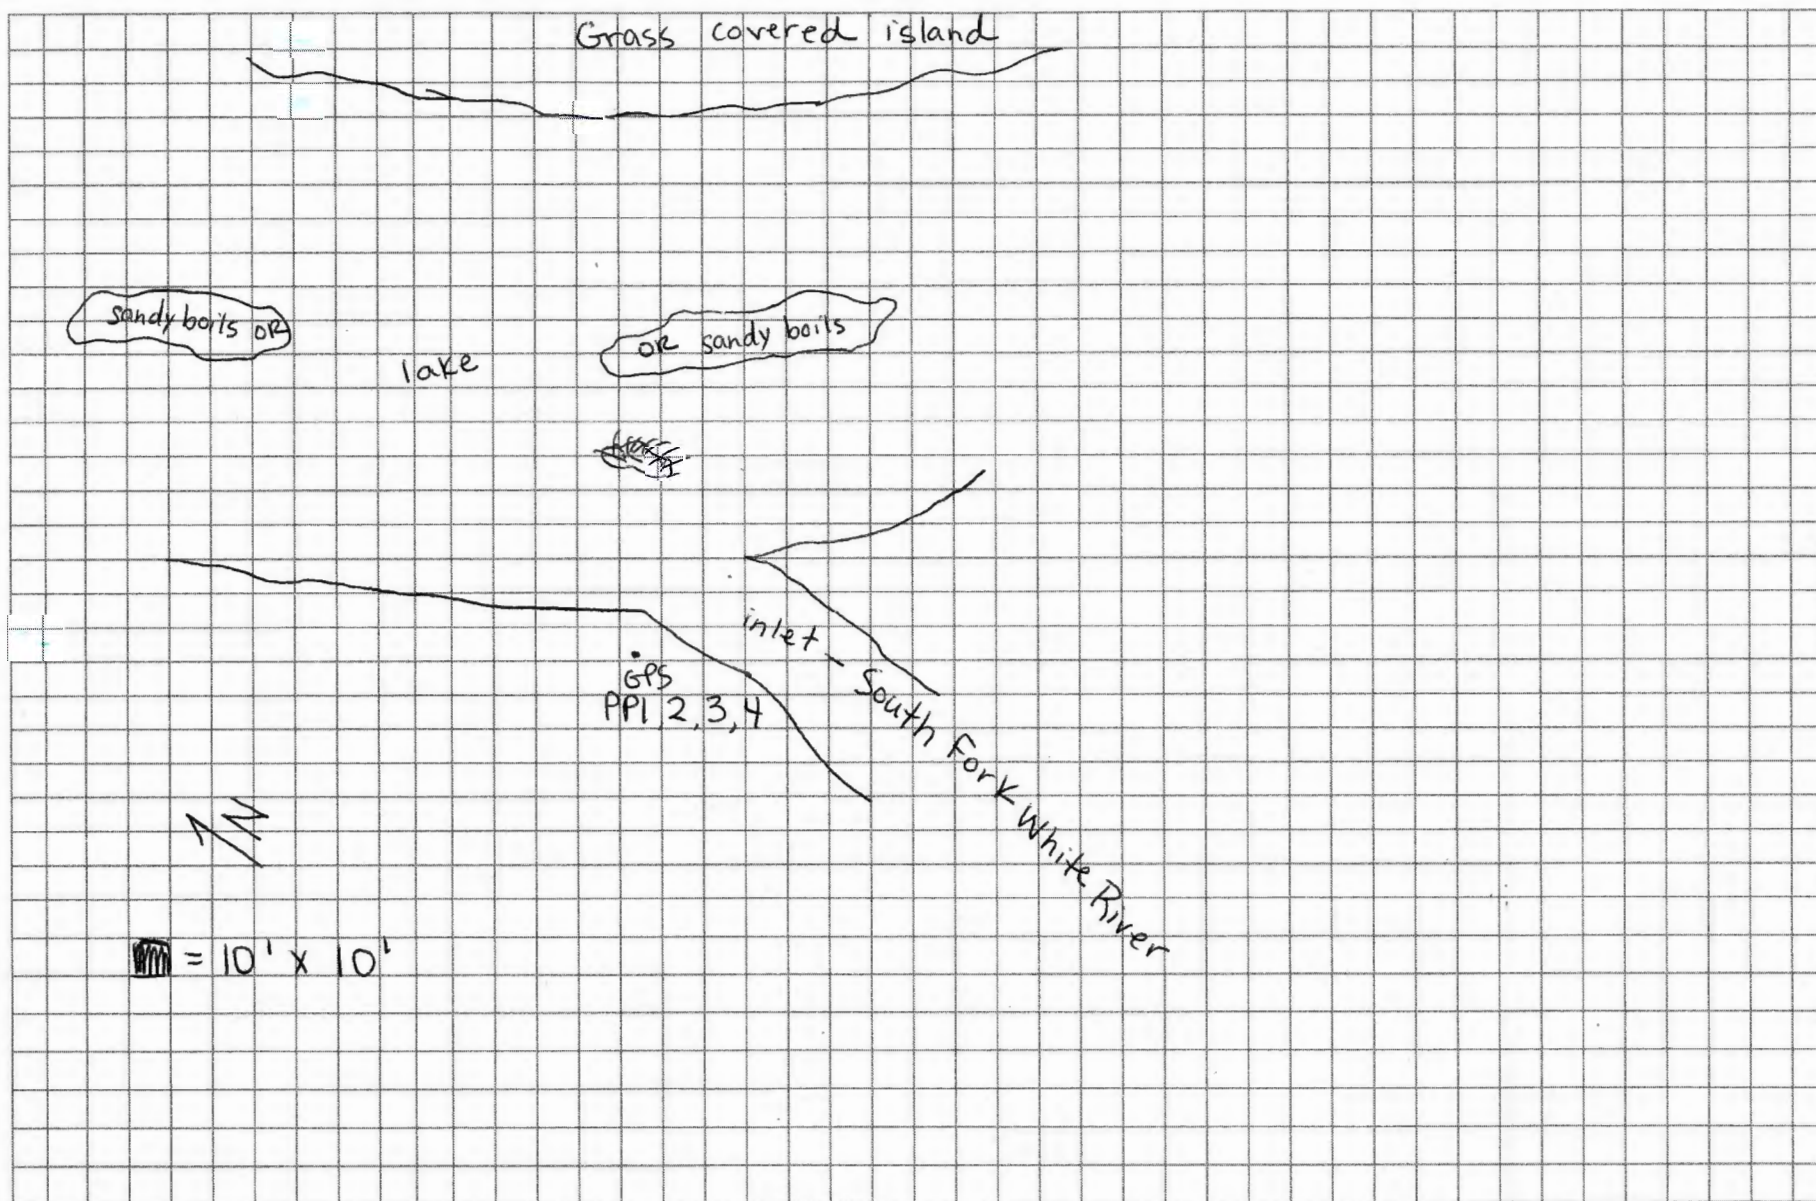 Grass covered island
sandy boils OR
OR sandy boils
lake
inlet - South Fork White River
GPS
PP1, 2, 3, 4
N
= 10' x 10'